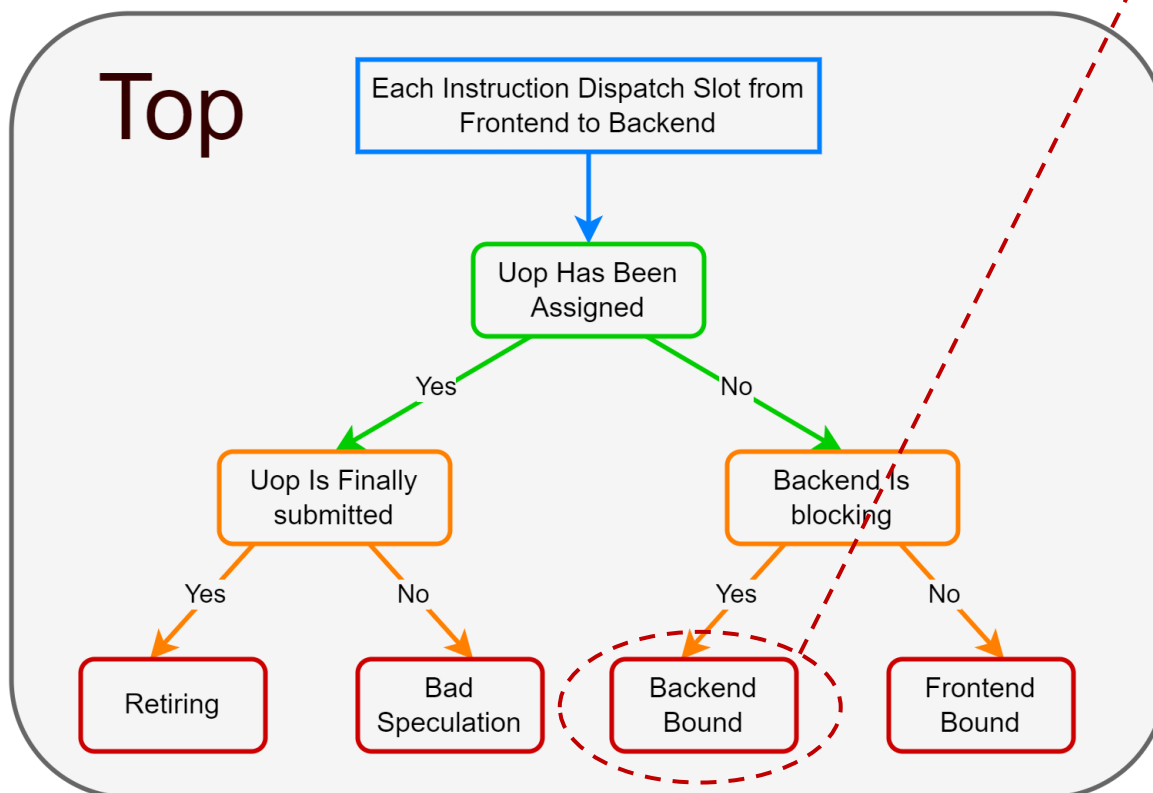 Top
Each Instruction Dispatch Slot from
Frontend to Backend
Uop Has Been
Assigned
Yes
No
Uop Is Finally
submitted
Backend Is
blocking
Yes
No
Yes
No
Retiring
Bad
Speculation
Backend
Bound
Frontend
Bound